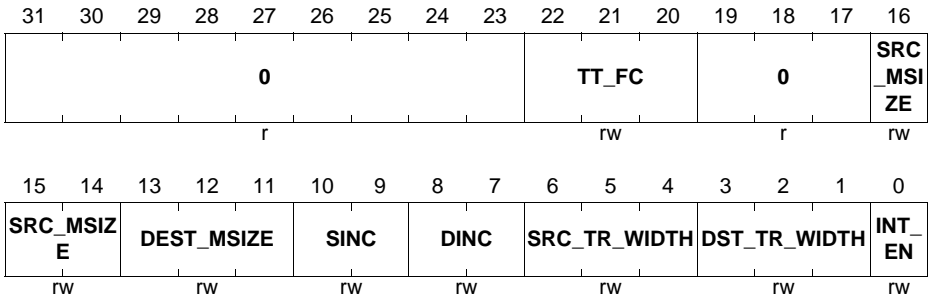 31 30 29 28 27 26 25 24 23 22 21 20 19 18 17 16
0 TT_FC 0 SRC
_MSI
ZE
r rw r rw
15 14 13 12 11 10 9 8 7 6 5 4 3 2 1 0
SRC_MSIZ
E DEST_MSIZE SINC DINC SRC_TR_WIDTH DST_TR_WIDTH INT_
EN
rw rw rw rw rw rw rw